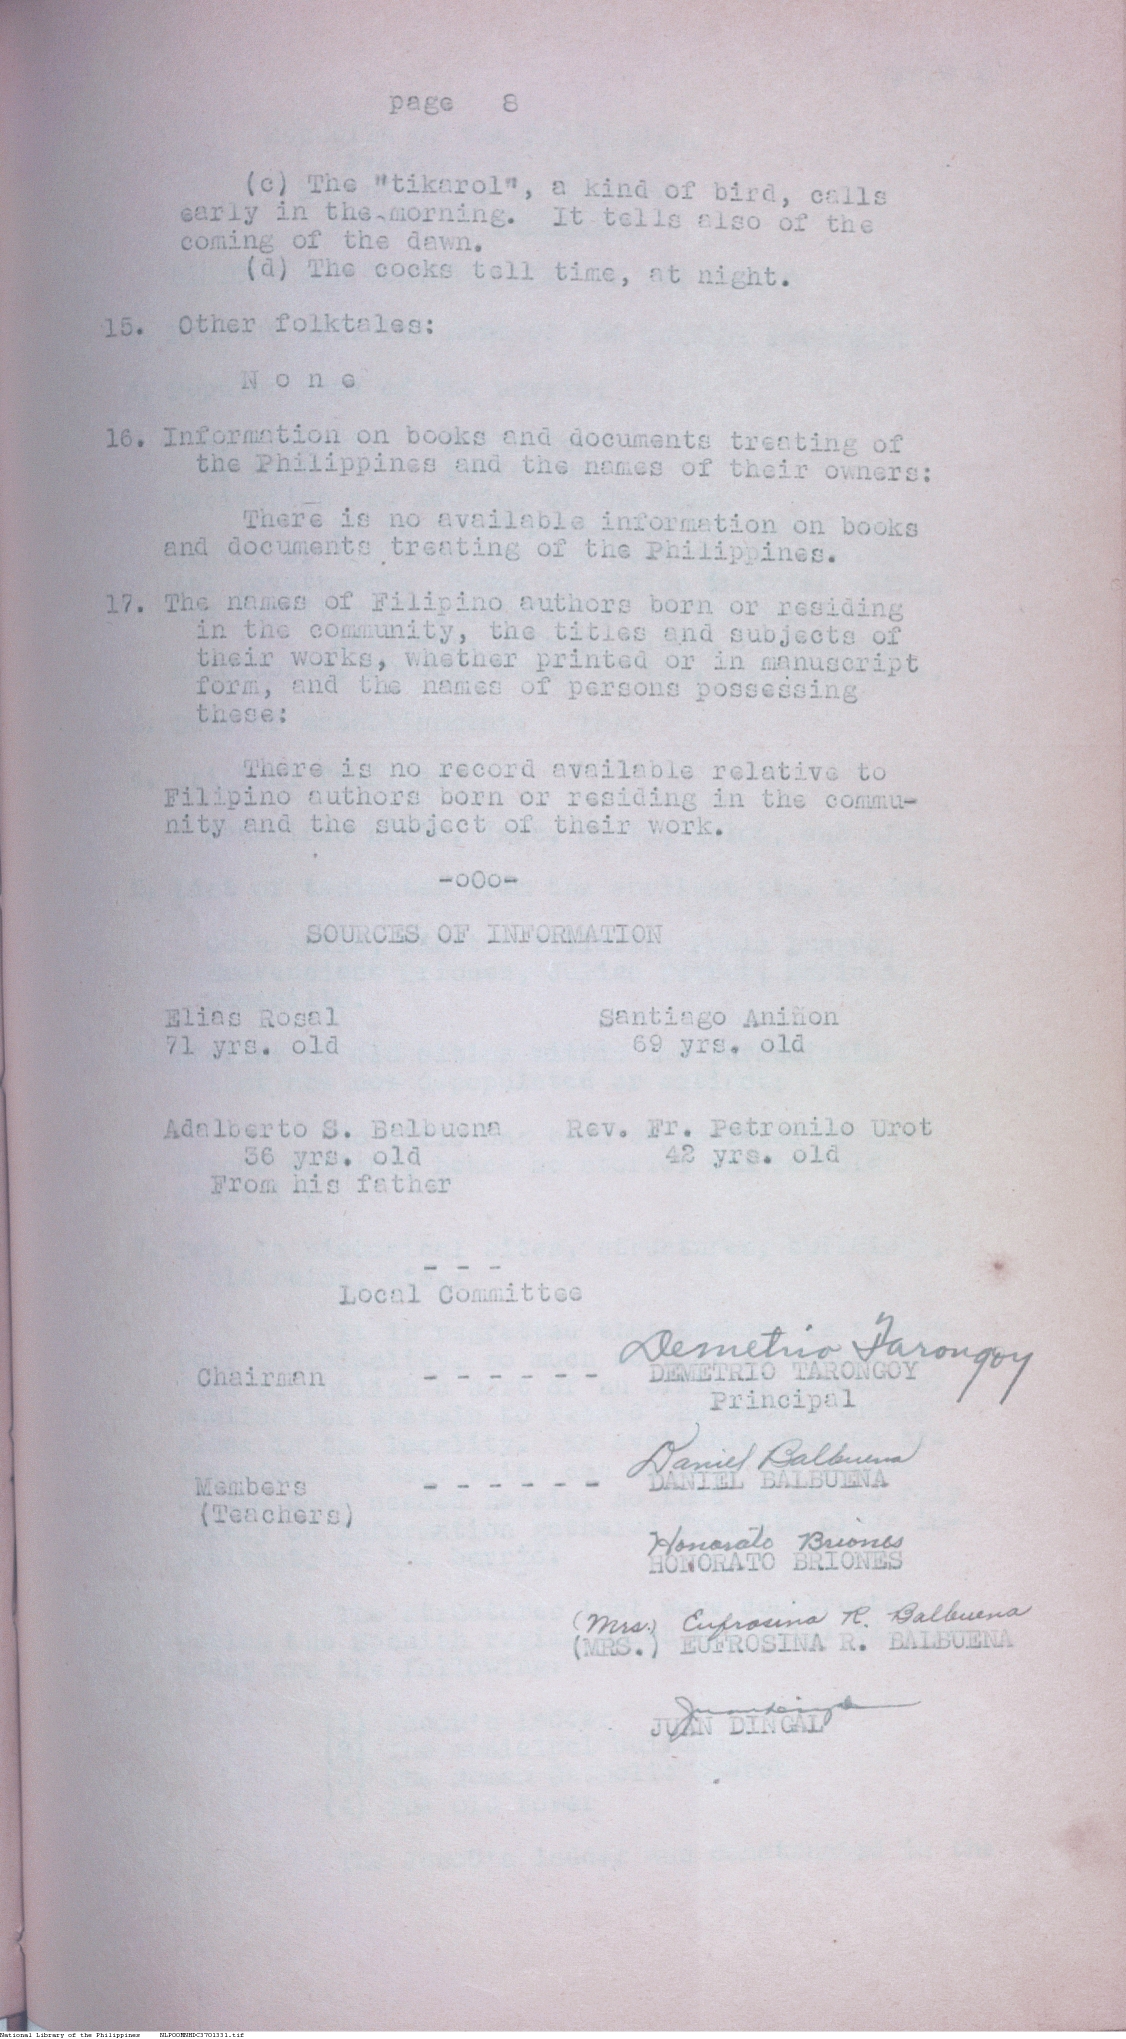 page 8
(c) The "tikarol", a kind of bird, calls
early in the morning. It tells also of the
coming of the dawn.
(d) The cocks tell time, at night.
15. Other folktales:
N o n e
16. Information on books and documents treating of
the Philippines and the names of their owners:
There is no available information on books
and documents treating of the Philippines.
17. The names of Filipino authors born or residing
in the community, the titles and subjects of
their works, whether printed or in manuscript
form, and the names of persons possessing
these:
There is no record available relative to
Filipino authors born or residing in the commu-
nity and the subject of their work.
-oOo-
SOURCES OF INFORMATION
Elias Rosal Santiago Aniñon
71 yrs. old 69 yrs. old
Adalberto S. Balbuena Rev. Fr. Petronilo Urot
36 yrs. old 42 yrs. old
From his father
- - -
Local Committee
Demetrio Tarongoy
Chairman - - - - - - DEMETRIO TARONGOY
Principal
Daniel Balbuena
Members - - - - - - DANIEL BALBUENA
(Teachers)
Honorato Briones
HONORATO BRIONES
(Mrs.) Eufrosina R. Balbuena
(MRS.) EUFROSINA R. BALBUENA
JUAN DINGAL
National Library of the Philippines NLPOOMNHDC3701331.tif